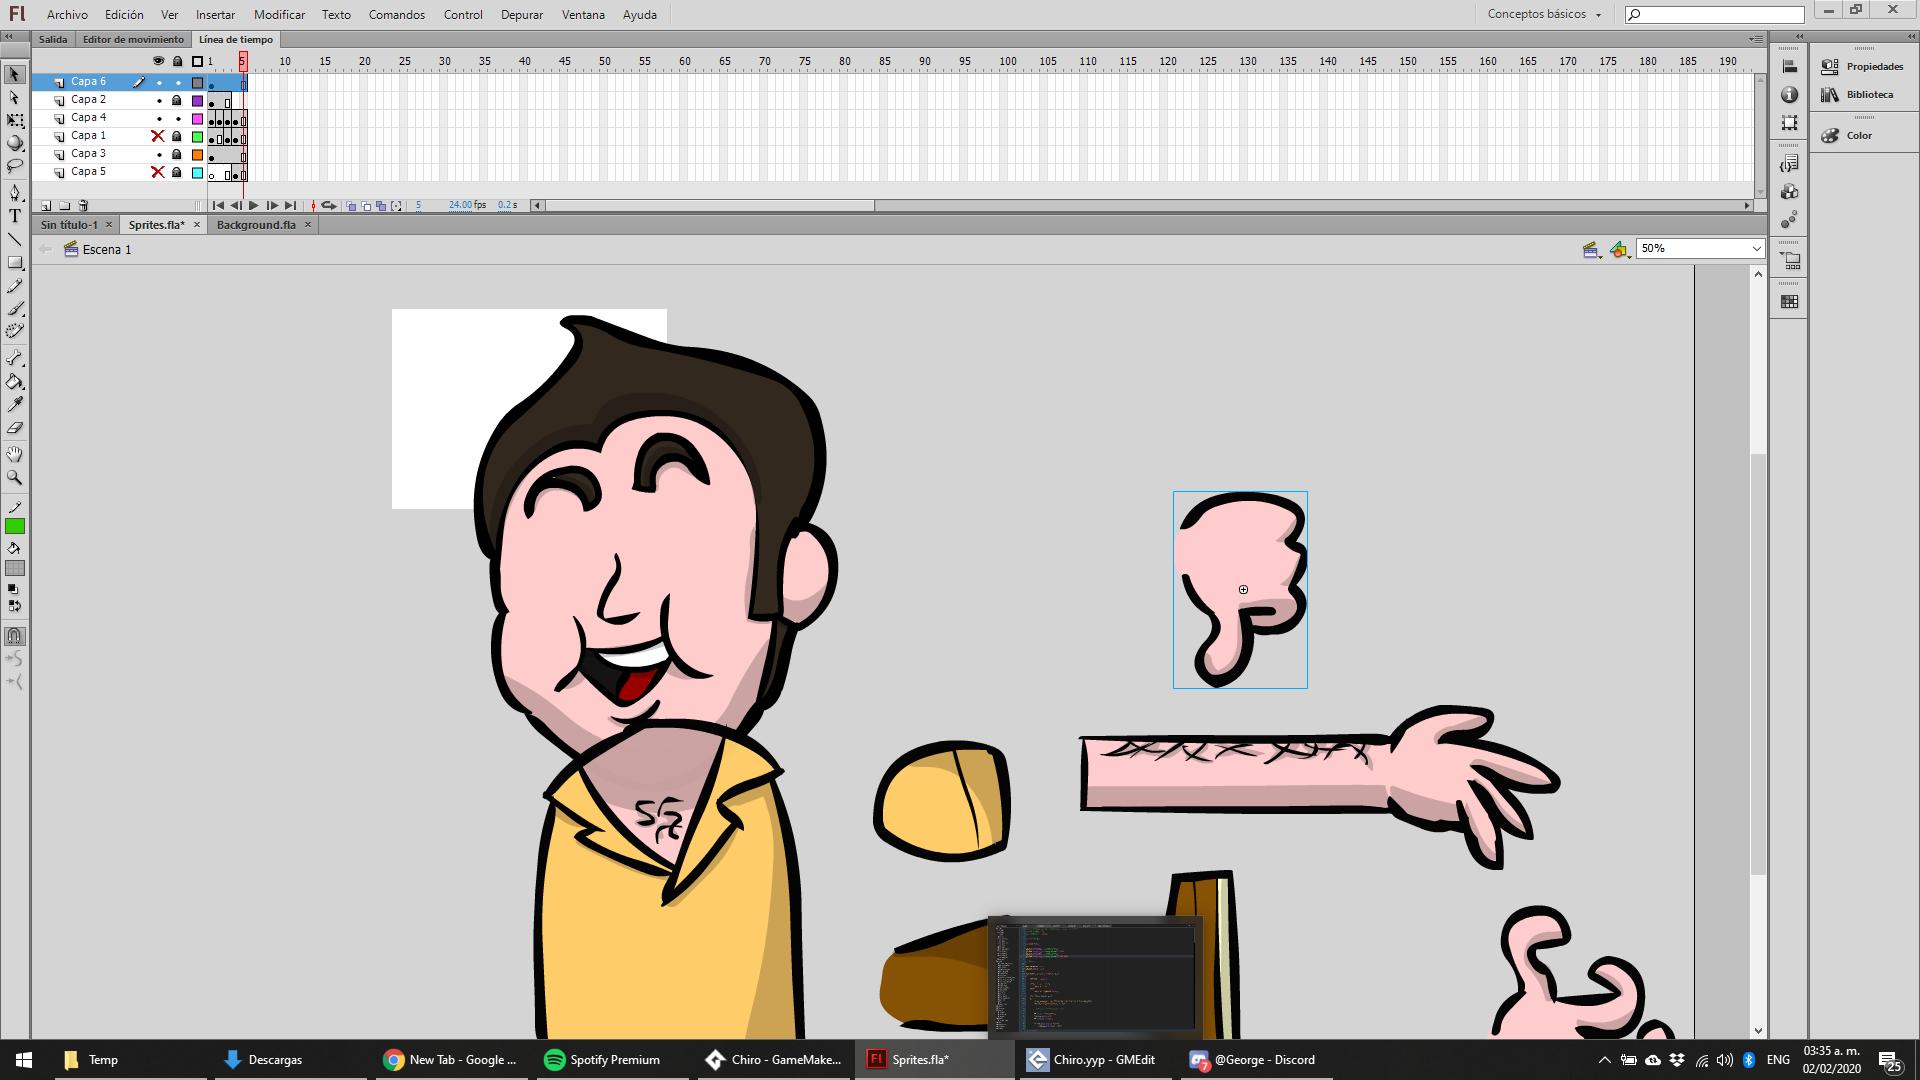 Fl Archivo Edición Ver Insertar Modificar Texto Comandos Control Depurar Ventana Ayuda Conceptos básicos
Salida Editor de movimiento Línea de tiempo
1 5 10 15 20 25 30 35 40 45 50 55 60 65 70 75 80 85 90 95 100 105 110 115 120 125 130 135 140 145 150 155 160 165 170 175 180 185 190
Capa 6
Capa 2
Capa 4
Capa 1
Capa 3
Capa 5
5 24.00 fps 0.2 s
Propiedades
Biblioteca
Color
Sin título-1 × Sprites.fla* × Background.fla ×
Escena 1 50%
Temp Descargas New Tab - Google ... Spotify Premium Chiro - GameMake... Fl Sprites.fla* Chiro.yyp - GMEdit 7 @George - Discord ENG 03:35 a. m.
02/02/2020 25